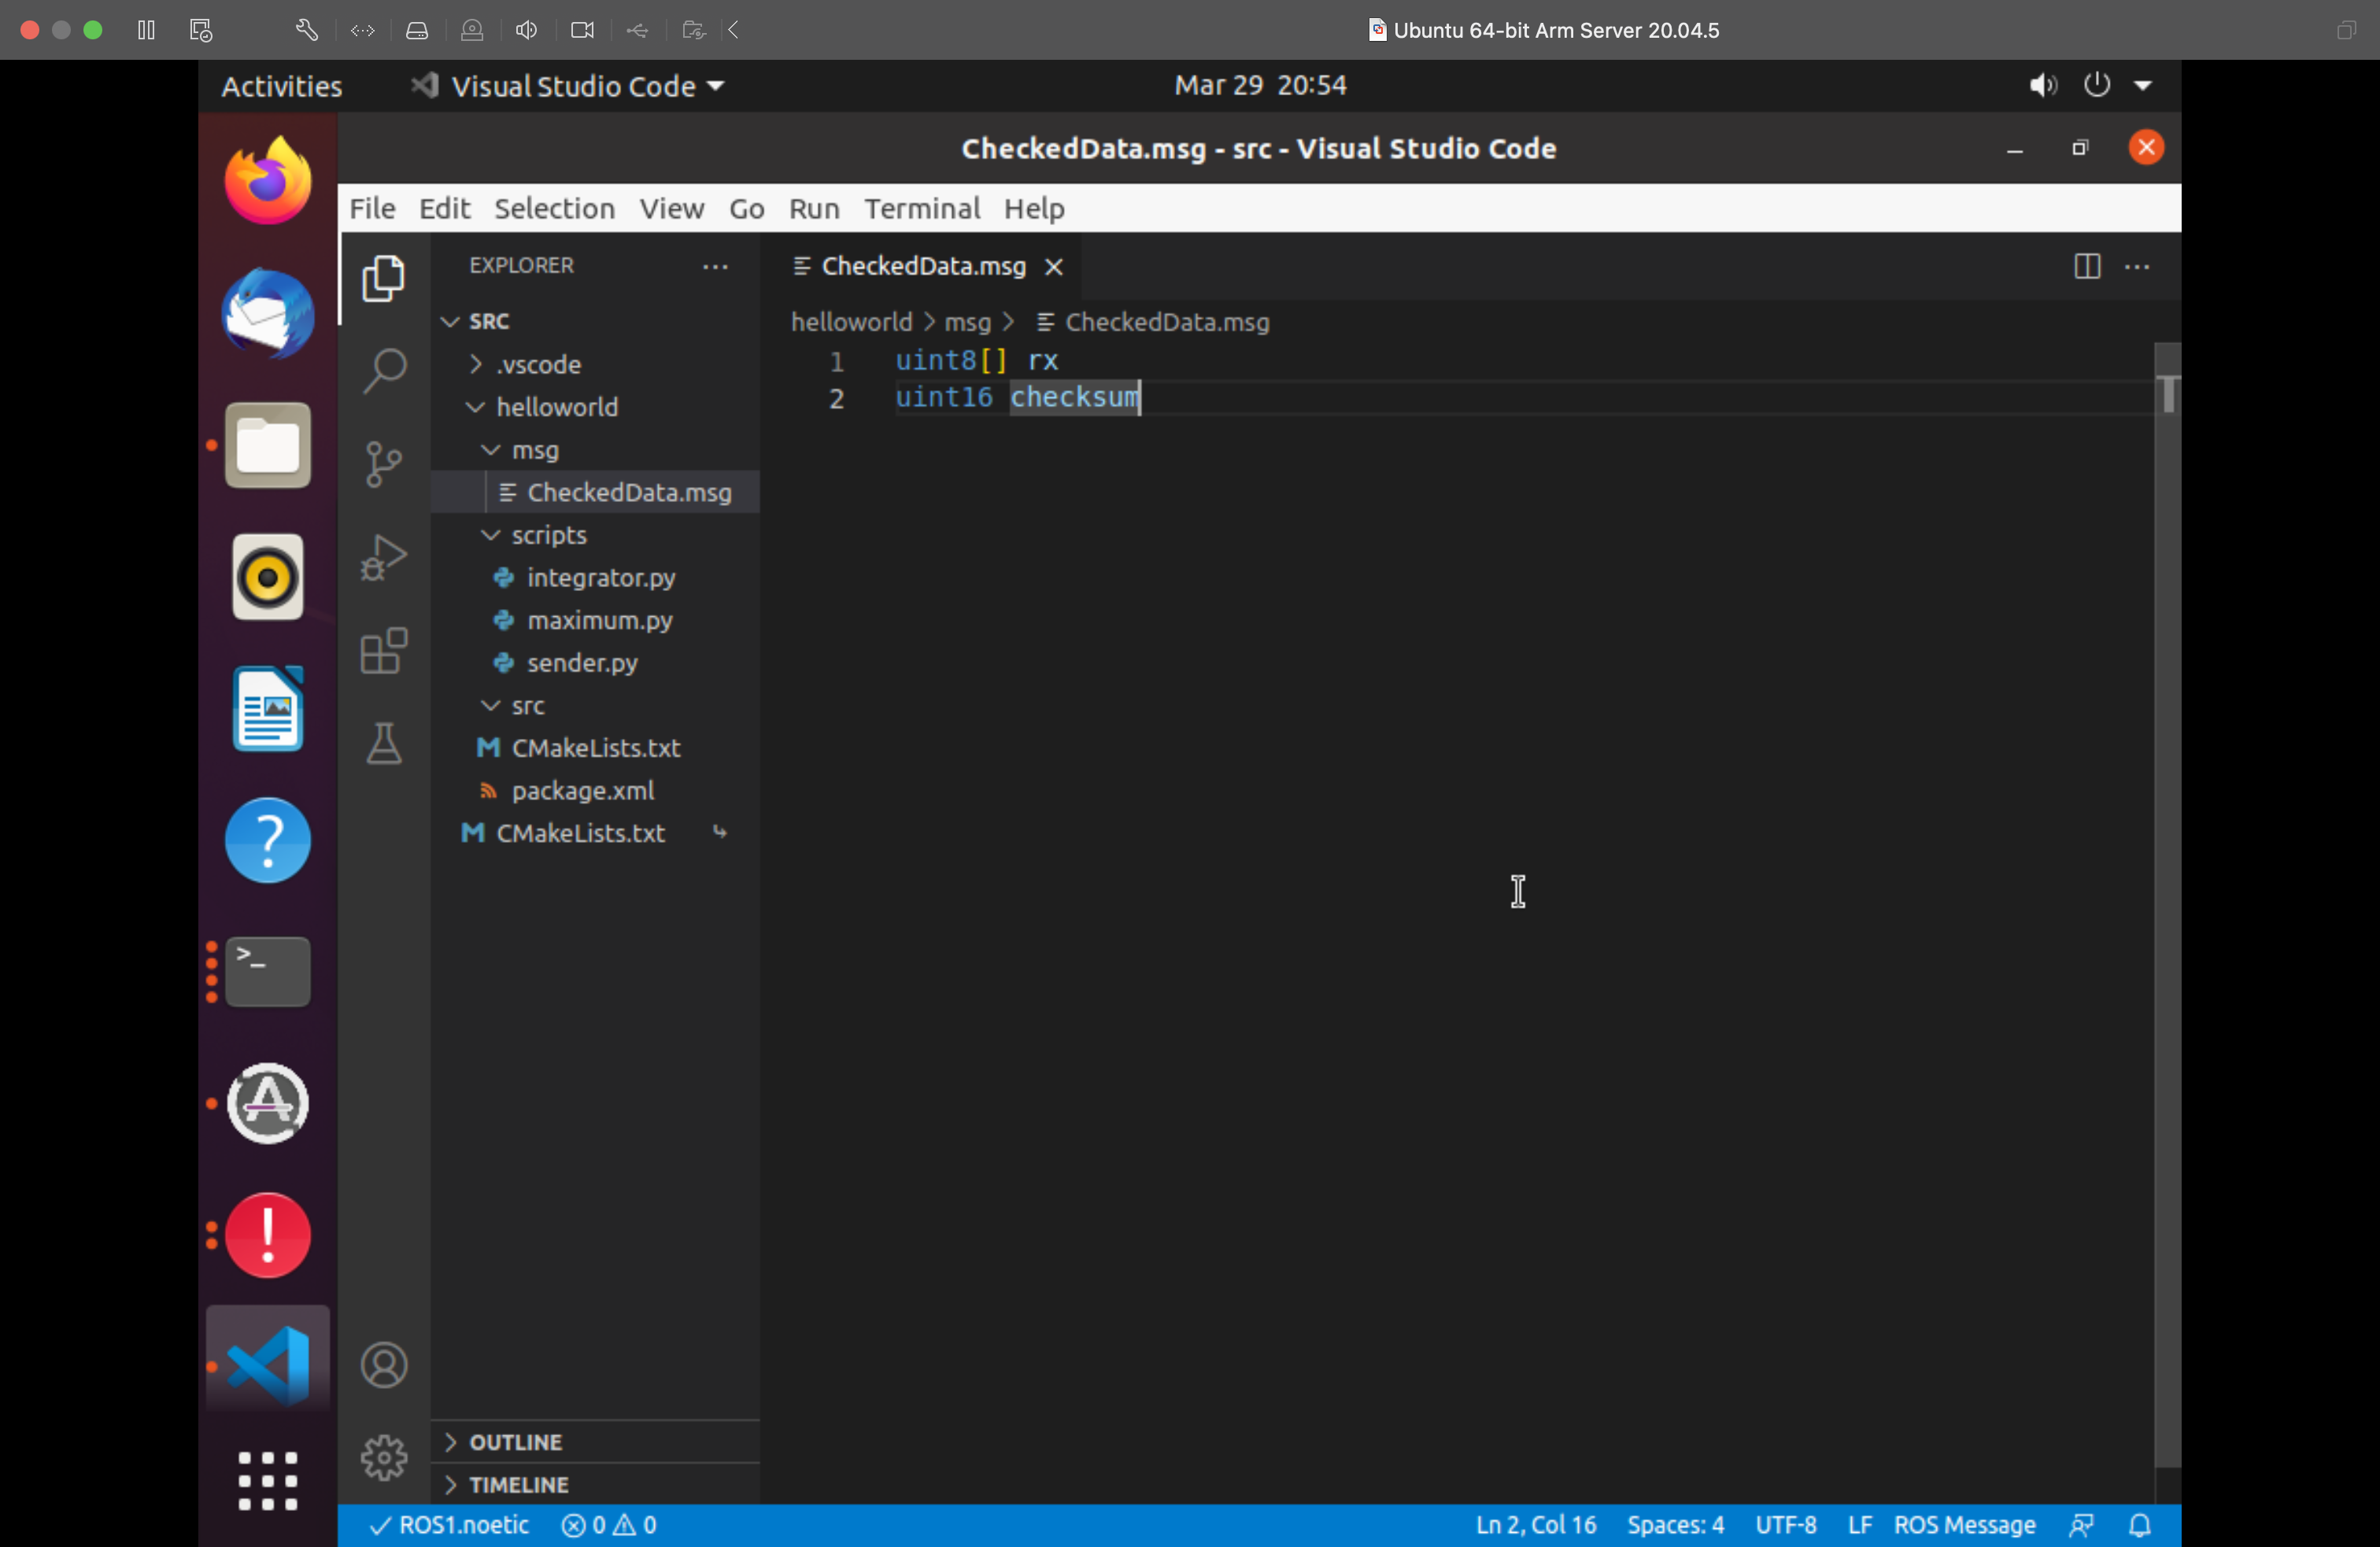 Ubuntu 64-bit Arm Server 20.04.5
Activities Visual Studio Code Mar 29 20:54
CheckedData.msg - src - Visual Studio Code
File Edit Selection View Go Run Terminal Help
EXPLORER
SRC
.vscode
helloworld
msg
CheckedData.msg
scripts
integrator.py
maximum.py
sender.py
src
CMakeLists.txt
package.xml
CMakeLists.txt
OUTLINE
TIMELINE
CheckedData.msg
helloworld > msg > CheckedData.msg
1 uint8[] rx
2 uint16 checksum
ROS1.noetic 0 0 Ln 2, Col 16 Spaces: 4 UTF-8 LF ROS Message